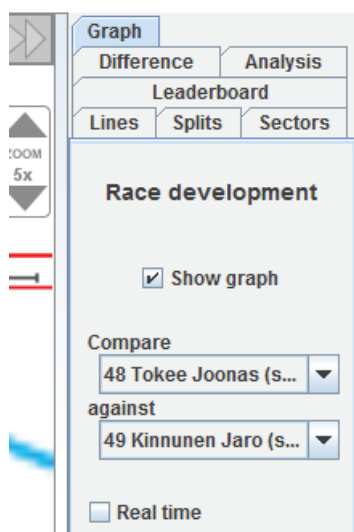 Graph
Difference Analysis
Leaderboard
Lines Splits Sectors
ZOOM
5x
Race development
Show graph
Compare
48 Tokee Joonas (s...
against
49 Kinnunen Jaro (s...
Real time